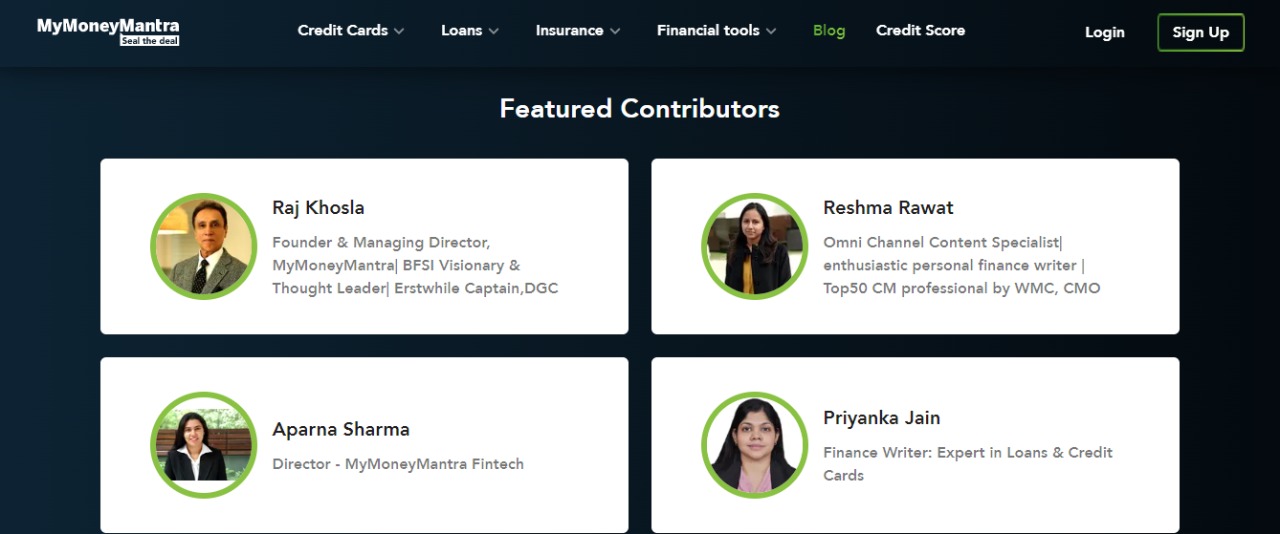 MyMoneyMantra
Seal the deal
Credit Cards
Loans
Insurance
Financial tools
Blog
Credit Score
Login
Sign Up
Featured Contributors
Raj Khosla
Founder & Managing Director,
MyMoneyMantra| BFSI Visionary &
Thought Leader| Erstwhile Captain,DGC
Reshma Rawat
Omni Channel Content Specialist|
enthusiastic personal finance writer |
Top50 CM professional by WMC, CMO
Aparna Sharma
Director - MyMoneyMantra Fintech
Priyanka Jain
Finance Writer: Expert in Loans & Credit
Cards